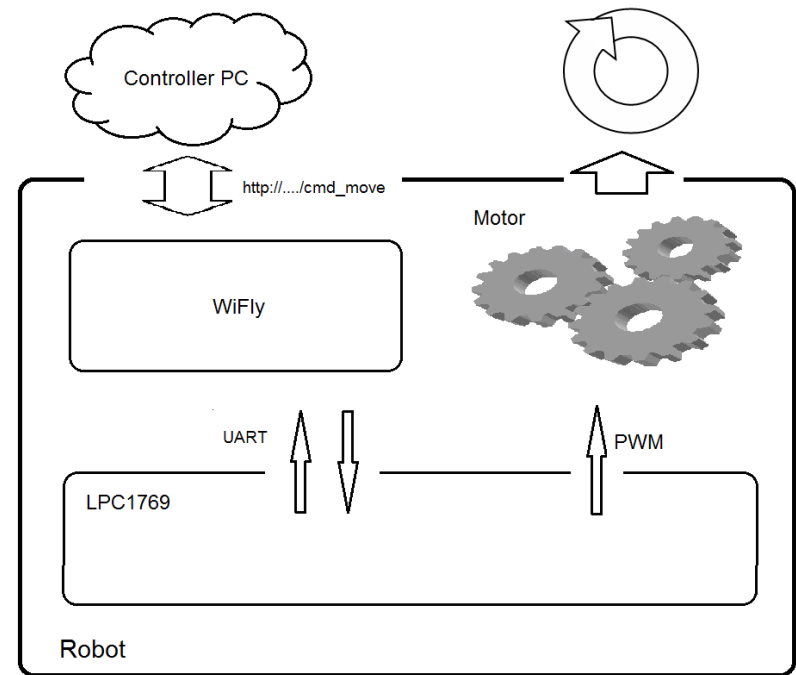 Controller PC
http://..../cmd_move
Motor
WiFly
UART
PWM
LPC1769
Robot